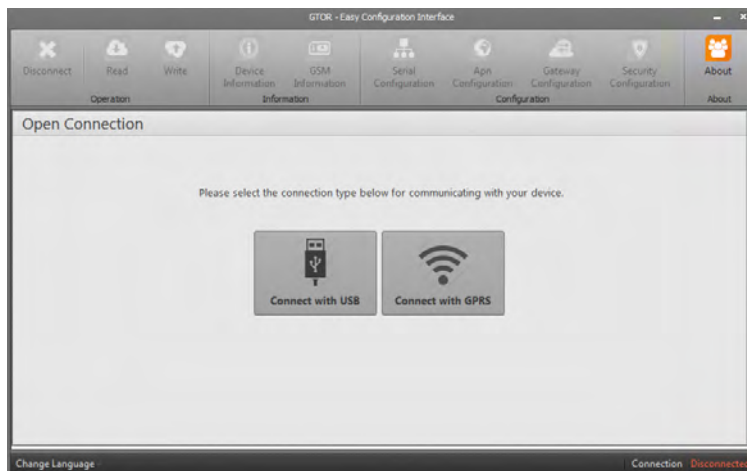 GTOR - Easy Configuration Interface
Disconnect Read Write Device Information GSM Information Serial Configuration Apn Configuration Gateway Configuration Security Configuration About
Operation Information Configuration About
Open Connection
Please select the connection type below for communicating with your device.
Connect with USB Connect with GPRS
Change Language Connection Disconnected